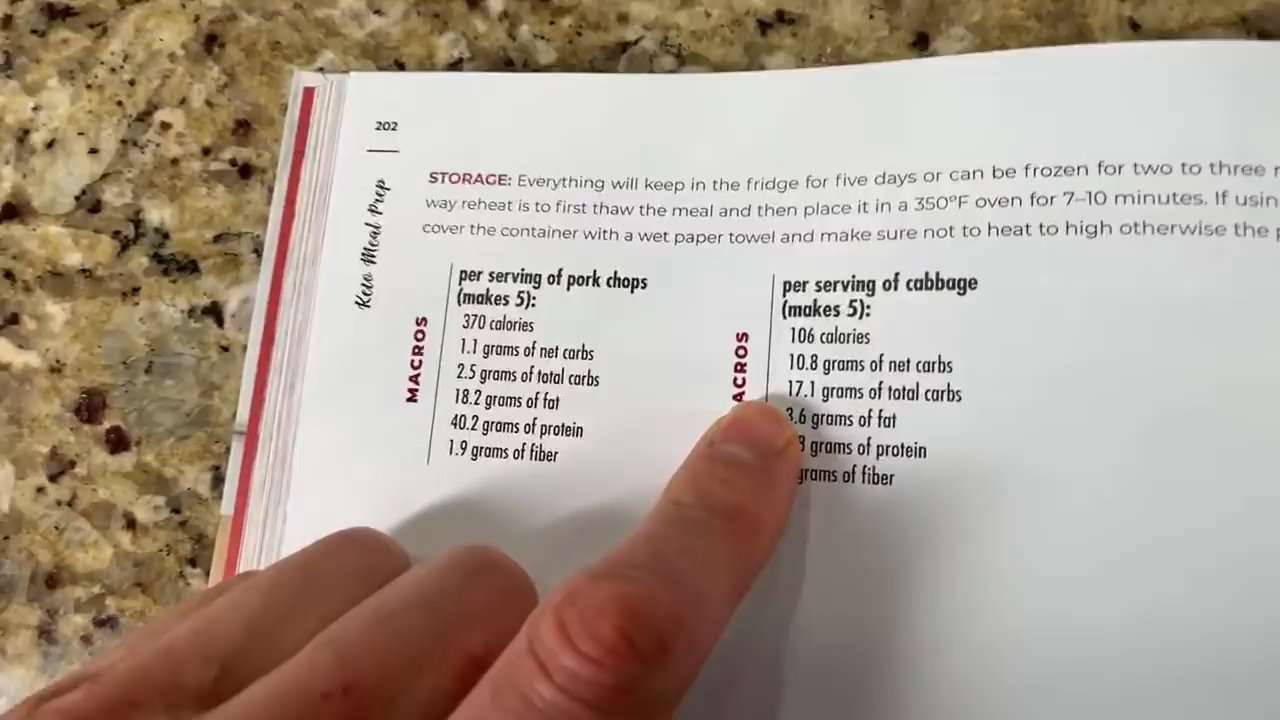 202
Keto Meal Prep
STORAGE: Everything will keep in the fridge for five days or can be frozen for two to three
way reheat is to first thaw the meal and then place it in a 350°F oven for 7–10 minutes. If
cover the container with a wet paper towel and make sure not to heat to high otherwise the
MACROS
per serving of pork chops
(makes 5):
370 calories
1.1 grams of net carbs
2.5 grams of total carbs
18.2 grams of fat
40.2 grams of protein
1.9 grams of fiber
per serving of cabbage
(makes 5):
106 calories
10.8 grams of net carbs
17.1 grams of total carbs
3.6 grams of fat
grams of protein
grams of fiber